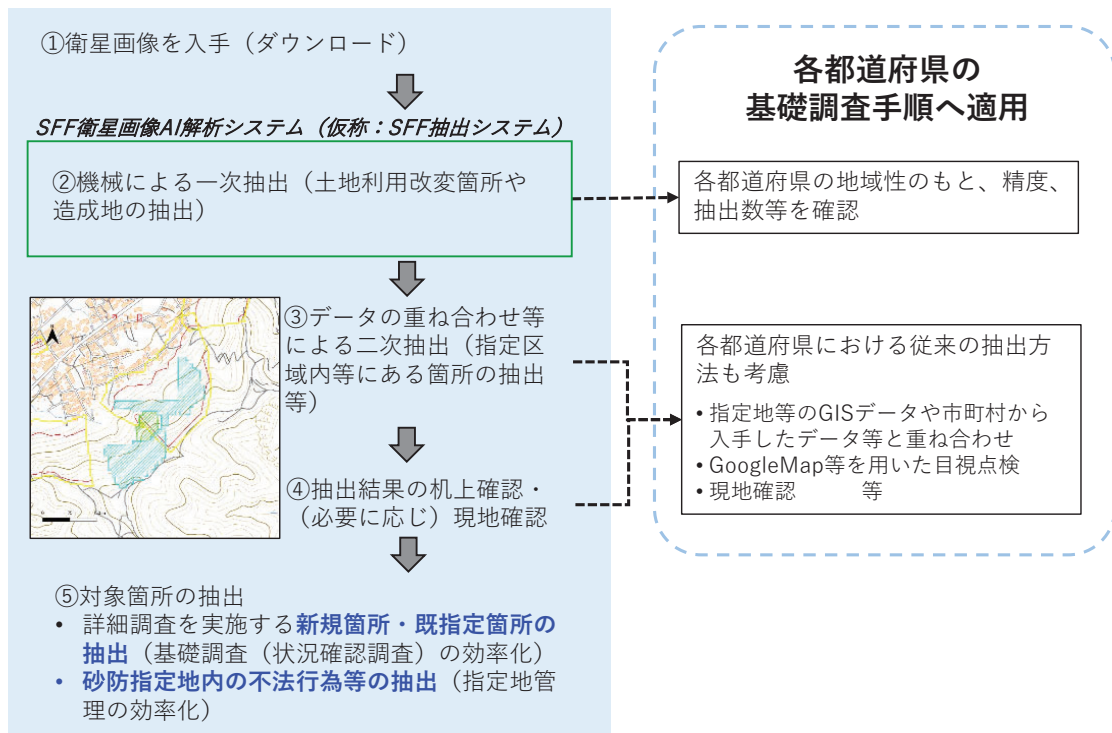 ①衛星画像を入手（ダウンロード）
SFF衛星画像AI解析システム（仮称：SFF抽出システム）
②機械による一次抽出（土地利用改変箇所や
造成地の抽出）
③データの重ね合わせ等
による二次抽出（指定区
域内等にある箇所の抽出
等）
④抽出結果の机上確認・
（必要に応じ）現地確認
⑤対象箇所の抽出
• 詳細調査を実施する新規箇所・既指定箇所の
抽出（基礎調査（状況確認調査）の効率化）
• 砂防指定地内の不法行為等の抽出（指定地管
理の効率化）
各都道府県の
基礎調査手順へ適用
各都道府県の地域性のもと、精度、
抽出数等を確認
各都道府県における従来の抽出方
法も考慮
• 指定地等のGISデータや市町村から
入手したデータ等と重ね合わせ
• GoogleMap等を用いた目視点検
• 現地確認　　　等